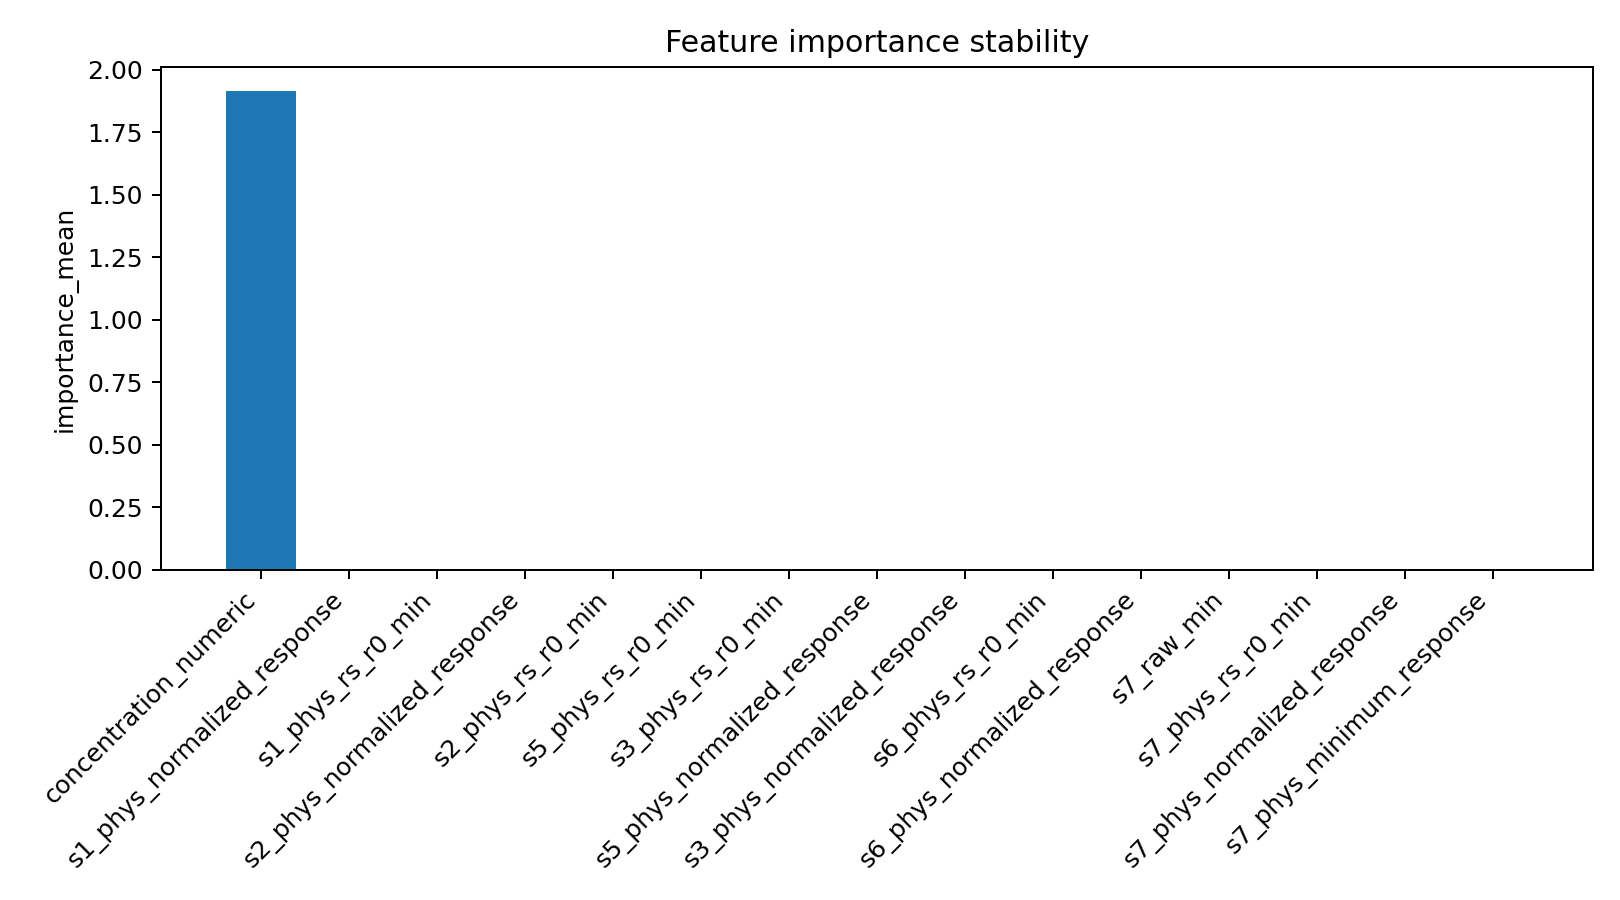 Feature importance stability
importance_mean
2.00
1.75
1.50
1.25
1.00
0.75
0.50
0.25
0.00
concentration_numeric
s1_phys_normalized_response
s1_phys_rs_r0_min
s2_phys_normalized_response
s2_phys_rs_r0_min
s5_phys_rs_r0_min
s3_phys_rs_r0_min
s5_phys_normalized_response
s3_phys_normalized_response
s6_phys_rs_r0_min
s6_phys_normalized_response
s7_raw_min
s7_phys_rs_r0_min
s7_phys_normalized_response
s7_phys_minimum_response